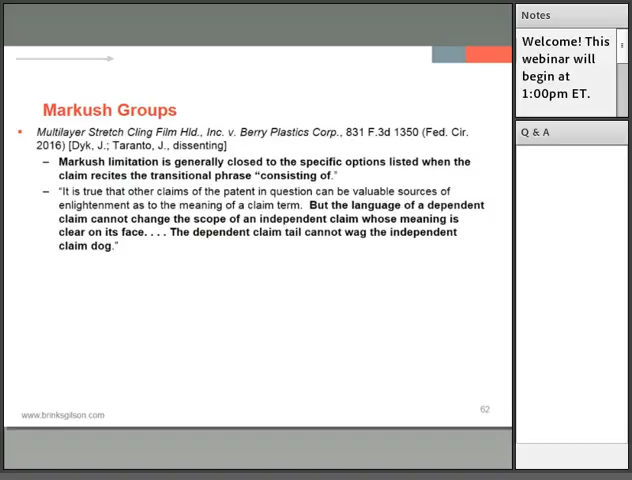 Markush Groups
Multilayer Stretch Cling Film Hld., Inc. v. Berry Plastics Corp., 831 F.3d 1350 (Fed. Cir.
2016) [Dyk, J.; Taranto, J., dissenting]
– Markush limitation is generally closed to the specific options listed when the
claim recites the transitional phrase “consisting of.”
– “It is true that other claims of the patent in question can be valuable sources of
enlightenment as to the meaning of a claim term. But the language of a dependent
claim cannot change the scope of an independent claim whose meaning is
clear on its face. . . . The dependent claim tail cannot wag the independent
claim dog.”
www.brinksgilson.com
62
Notes
Welcome! This
webinar will
begin at
1:00pm ET.
Q & A